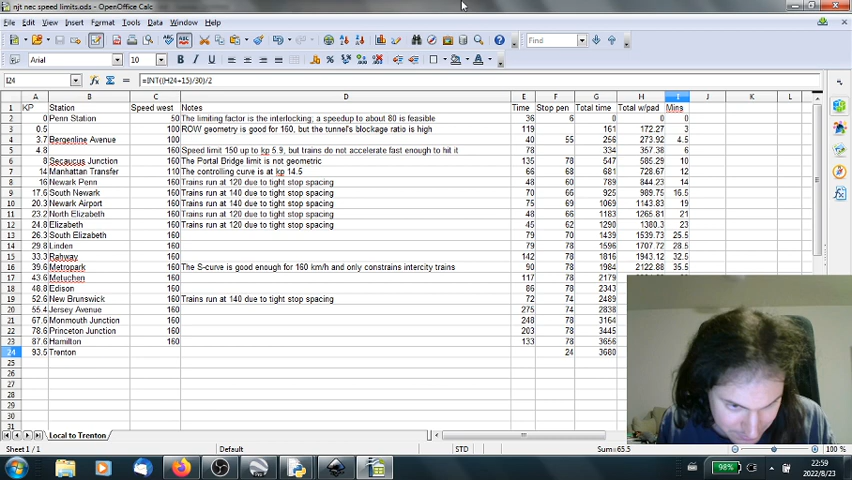 njt nec speed limits.ods - OpenOffice Calc
File Edit View Insert Format Tools Data Window Help
Find
Arial 10
I24 =INT((H24+15)/30)/2
A B C D E F G H I J K L
1 KP Station Speed west Notes Time Stop pen Total time Total w/pad Mins
2 0 Penn Station 50 The limiting factor is the interlocking; a speedup to about 80 is feasible 36 6 0 0 0
3 0.5 100 ROW geometry is good for 160, but the tunnel's blockage ratio is high 119 161 172.27 3
4 3.7 Bergenline Avenue 100 40 55 256 273.92 4.5
5 4.8 160 Speed limit 150 up to kp 5.9, but trains do not accelerate fast enough to hit it 78 334 357.38 6
6 8 Secaucus Junction 160 The Portal Bridge limit is not geometric 135 78 547 585.29 10
7 14 Manhattan Transfer 110 The controlling curve is at kp 14.5 66 68 681 728.67 12
8 16 Newark Penn 160 Trains run at 120 due to tight stop spacing 48 60 789 844.23 14
9 17.6 South Newark 160 Trains run at 120 due to tight stop spacing 70 66 925 989.75 16.5
10 20.3 Newark Airport 160 Trains run at 140 due to tight stop spacing 75 69 1069 1143.83 19
11 23.2 North Elizabeth 160 Trains run at 120 due to tight stop spacing 48 66 1183 1265.81 21
12 24.8 Elizabeth 160 Trains run at 120 due to tight stop spacing 45 62 1290 1380.3 23
13 26.3 South Elizabeth 160 79 70 1439 1539.73 25.5
14 29.8 Linden 160 79 78 1596 1707.72 28.5
15 33.3 Rahway 160 142 78 1816 1943.12 32.5
16 39.6 Metropark 160 The S-curve is good enough for 160 km/h and only constrains intercity trains 90 78 1984 2122.88 35.5
17 43.6 Metuchen 160 117 78 2179
18 48.8 Edison 160 86 78 2343
19 52.6 New Brunswick 160 Trains run at 140 due to tight stop spacing 72 74 2489
20 55.4 Jersey Avenue 160 275 74 2838
21 67.6 Monmouth Junction 160 248 78 3164
22 78.6 Princeton Junction 160 203 78 3445
23 87.6 Hamilton 160 133 78 3656
24 93.5 Trenton 24 3680
25
26
27
28
29
30
31
Local to Trenton
Sheet 1 / 1 Default STD Sum=65.5 100 %
98% 22:59
2022/8/23